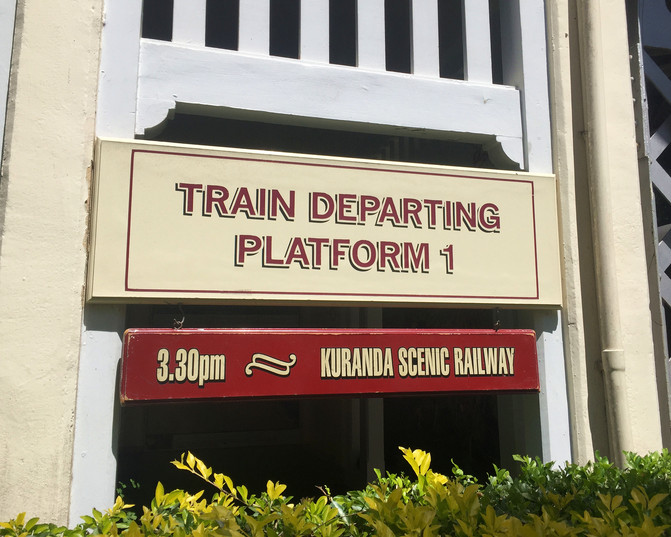 TRAIN DEPARTING
PLATFORM 1
3.30pm KURANDA SCENIC RAILWAY